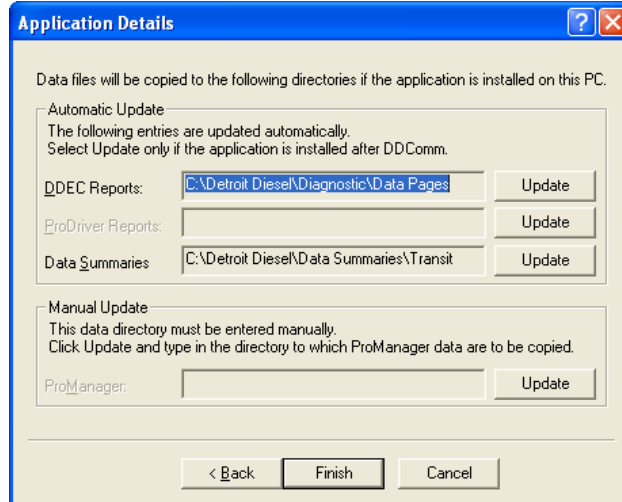 Application Details
Data files will be copied to the following directories if the application is installed on this PC.
Automatic Update
The following entries are updated automatically.
Select Update only if the application is installed after DDComm.
DDEC Reports: C:\Detroit Diesel\Diagnostic\Data Pages Update
ProDriver Reports: Update
Data Summaries C:\Detroit Diesel\Data Summaries\Transit Update
Manual Update
This data directory must be entered manually.
Click Update and type in the directory to which ProManager data are to be copied.
ProManager: Update
< Back Finish Cancel